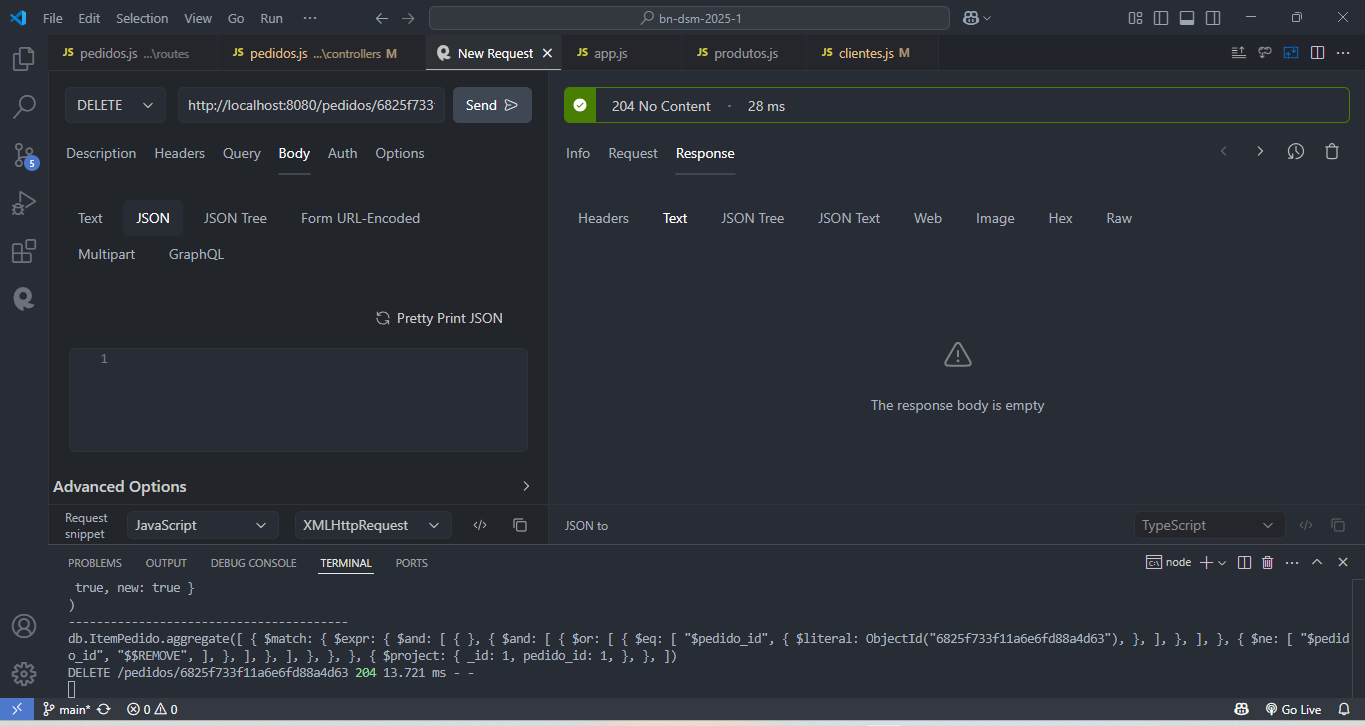 File Edit Selection View Go Run ··· bn-dsm-2025-1
JS pedidos.js ...\routes JS pedidos.js ...\controllers M New Request JS app.js JS produtos.js JS clientes.js M
DELETE http://localhost:8080/pedidos/6825f733 Send 204 No Content · 28 ms
Description Headers Query Body Auth Options Info Request Response
5
Text JSON JSON Tree Form URL-Encoded Headers Text JSON Tree JSON Text Web Image Hex Raw
Multipart GraphQL
Pretty Print JSON
1
The response body is empty
Advanced Options
Request snippet JavaScript XMLHttpRequest JSON to TypeScript
PROBLEMS OUTPUT DEBUG CONSOLE TERMINAL PORTS node
true, new: true }
)
----------------------------------------
db.ItemPedido.aggregate([ { $match: { $expr: { $and: [ { }, { $and: [ { $or: [ { $eq: [ "$pedido_id", { $literal: ObjectId("6825f733f11a6e6fd88a4d63"), }, ], }, ], }, { $ne: [ "$pedid
o_id", "$$REMOVE", ], }, ], }, ], }, }, }, { $project: { _id: 1, pedido_id: 1, }, }, ])
DELETE /pedidos/6825f733f11a6e6fd88a4d63 204 13.721 ms - -
main* 0 0 Go Live